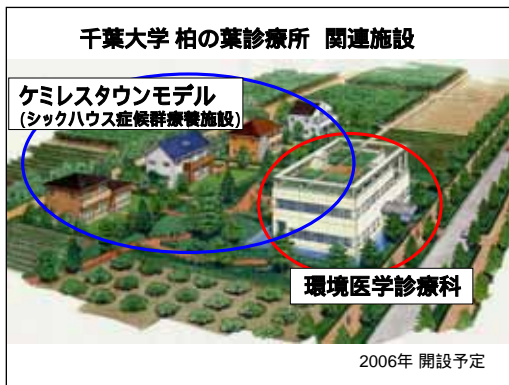 千葉大学 柏の葉診療所 関連施設
ケミレスタウンモデル
(シックハウス症候群療養施設)
環境医学診療科
2006年 開設予定